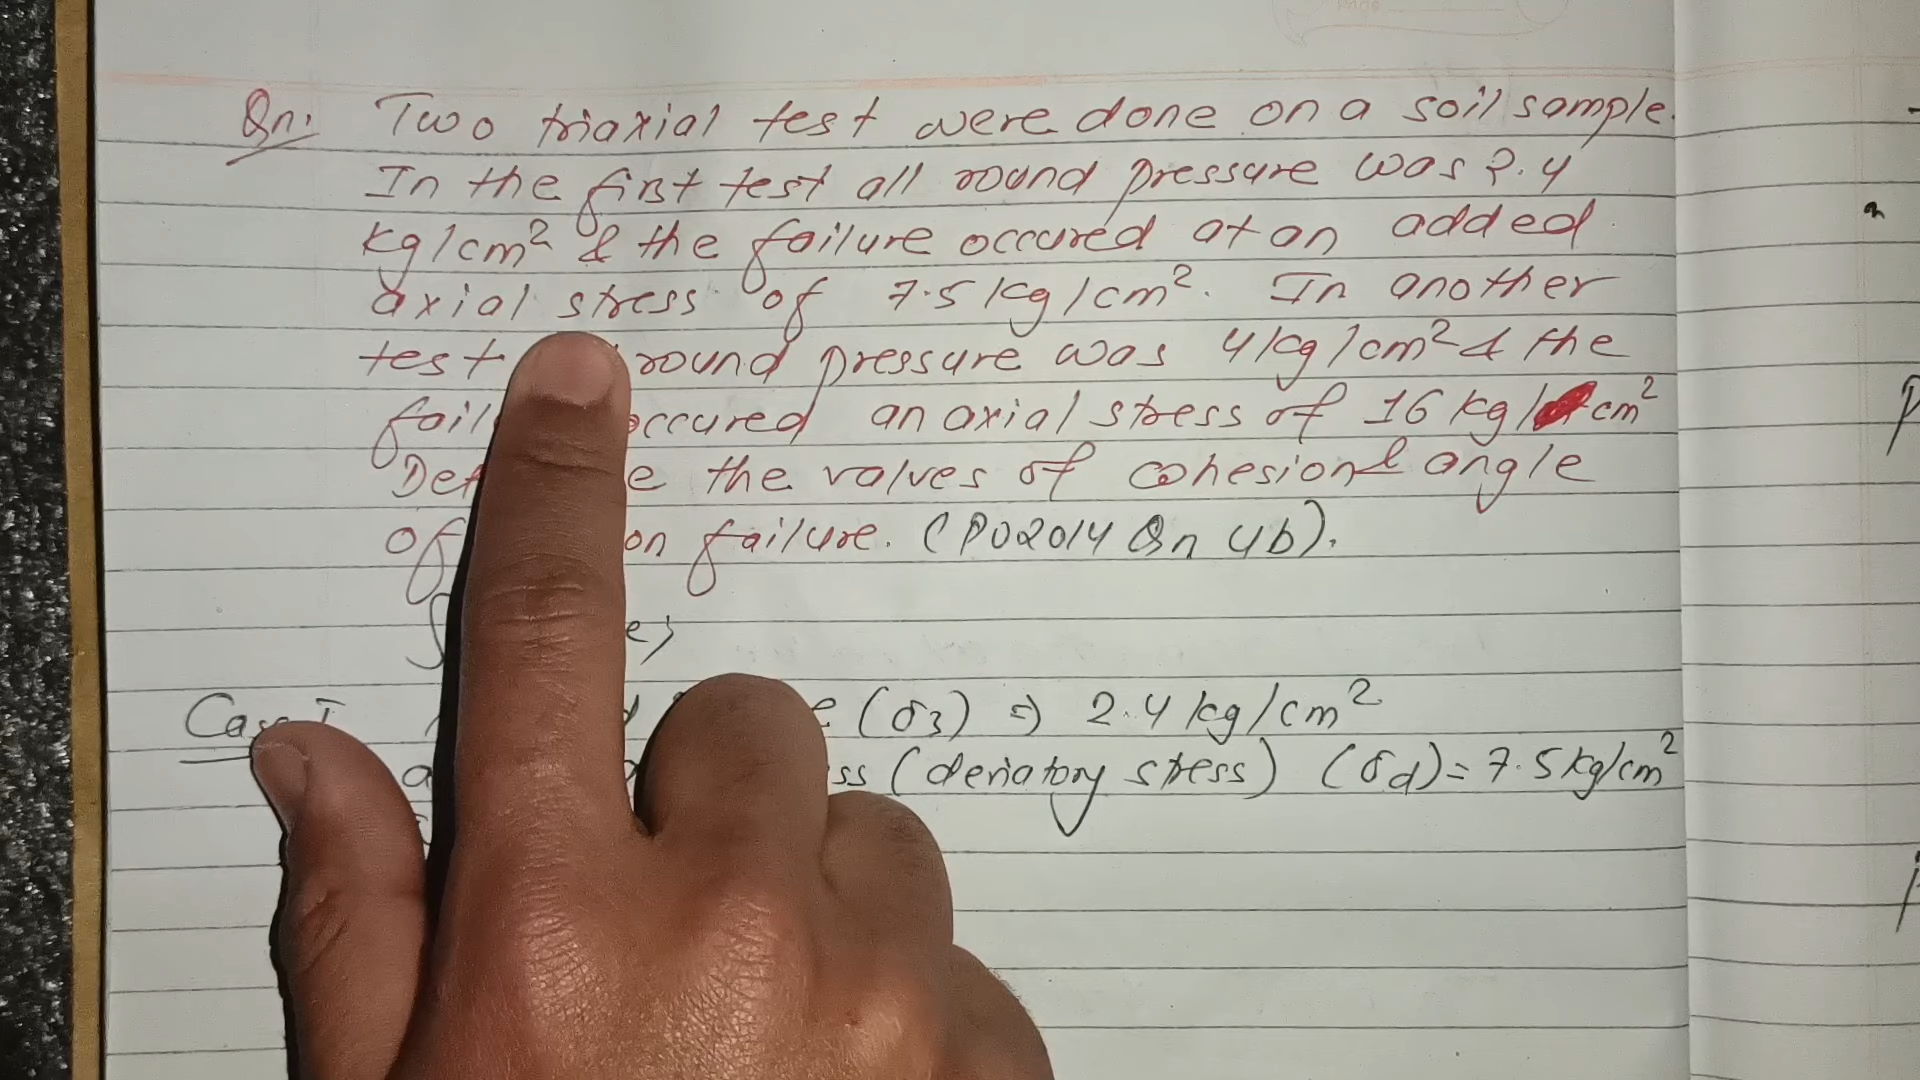 Qn: Two triaxial test were done on a soil sample.
In the first test all round pressure was 2.4
kg/cm² & the failure occured at an added
axial stress of 7.5 kg/cm². In another
test round pressure was 4 kg/cm² & the
occured an axial stress of 16 kg/cm²
the values of cohesion & angle
of failure. (PU2014 Qn 4b).
Case I (σ3) => 2.4 kg/cm²
(deviatory stress) (σd) = 7.5 kg/cm²